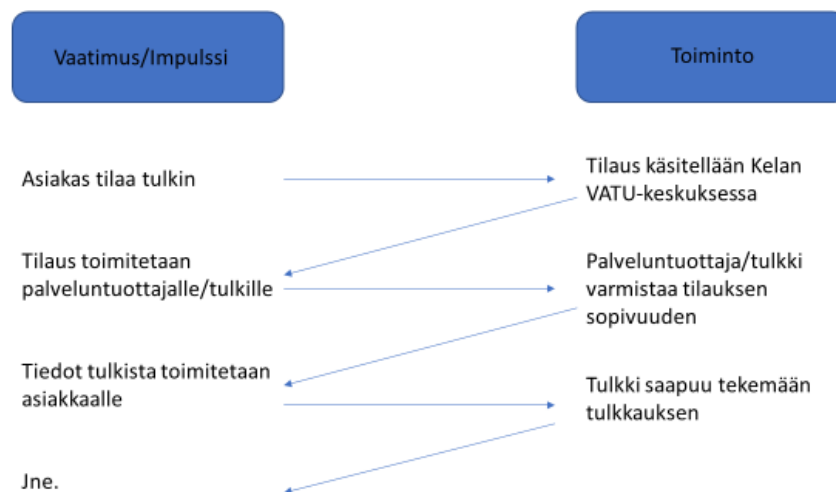 Vaatimus/Impulssi
Toiminto
Asiakas tilaa tulkin
Tilaus käsitellään Kelan
VATU-keskuksessa
Tilaus toimitetaan
palveluntuottajalle/tulkille
Palveluntuottaja/tulkki
varmistaa tilauksen
sopivuuden
Tiedot tulkista toimitetaan
asiakkaalle
Tulkki saapuu tekemään
tulkkauksen
Jne.